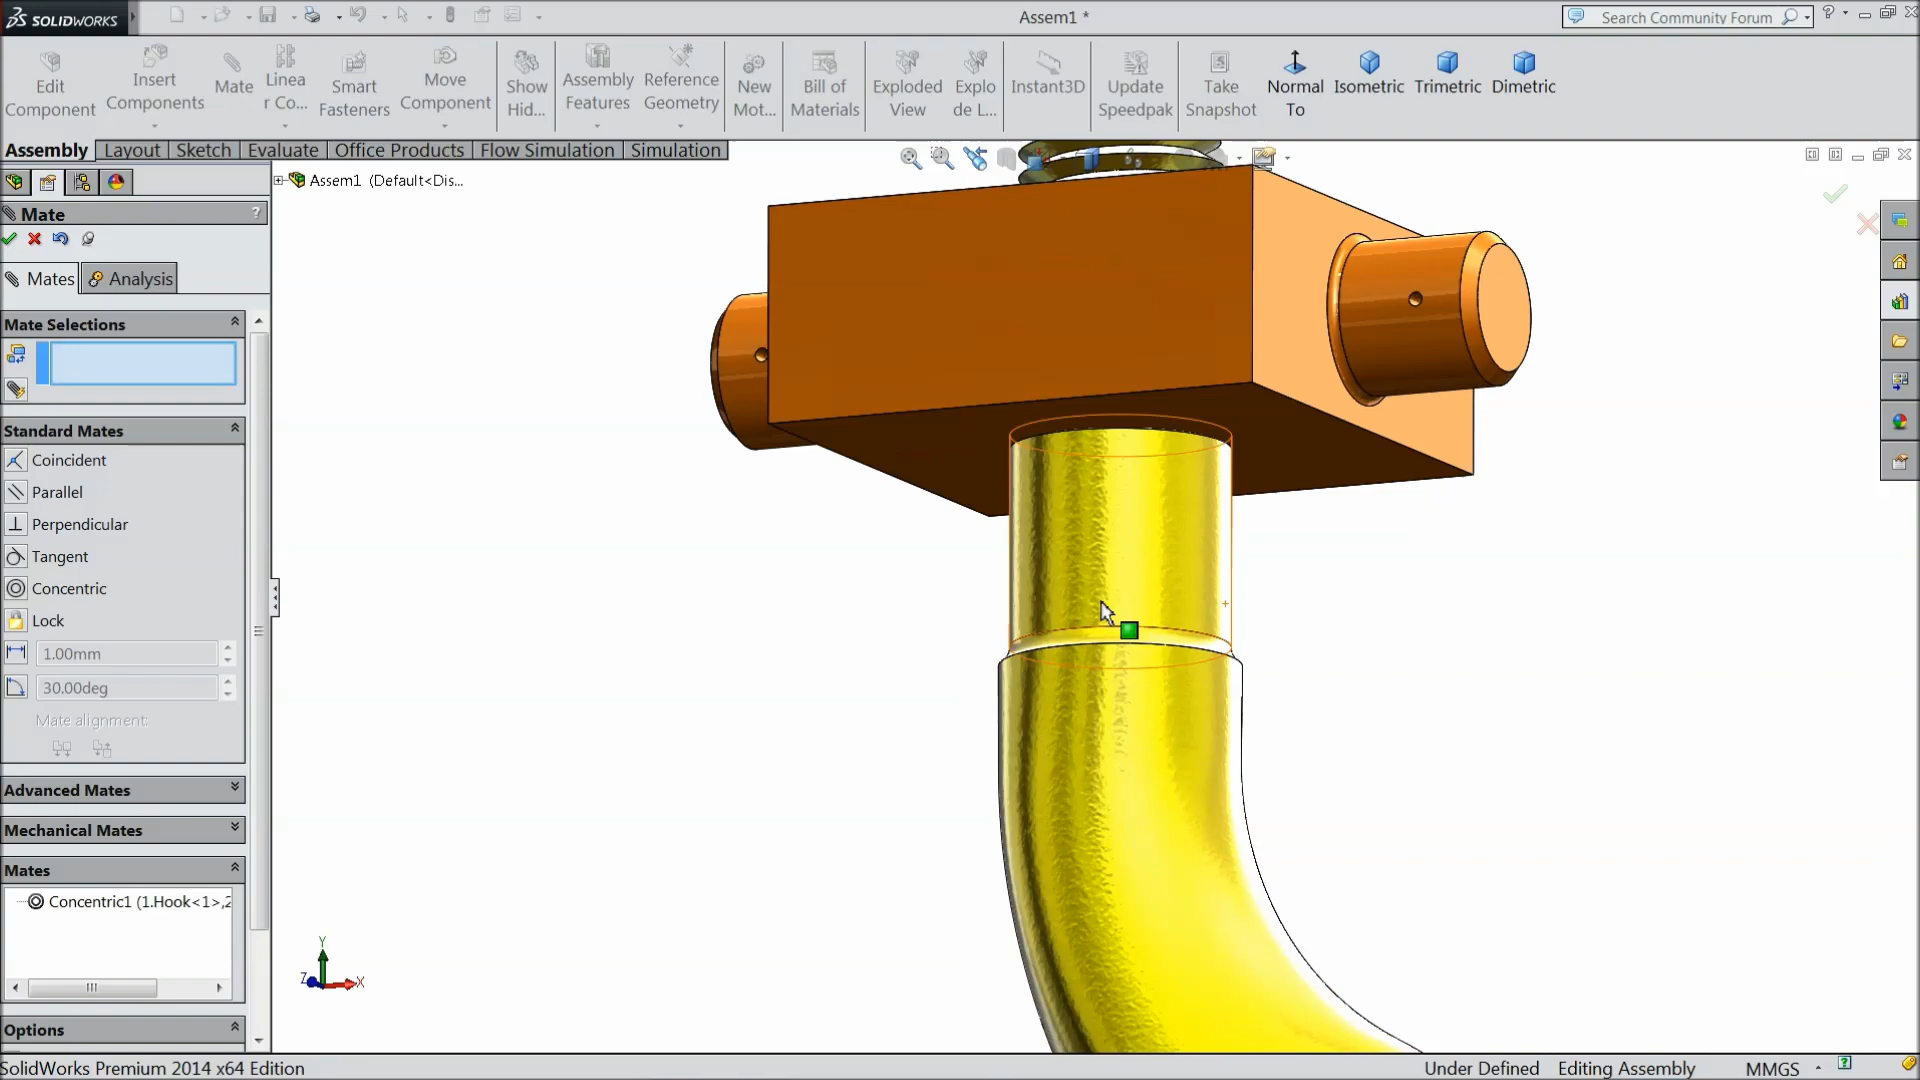 SOLIDWORKS
Assem1 *
Search Community Forum
Edit Component
Insert Components
Mate
Linea r Co...
Smart Fasteners
Move Component
Show Hid...
Assembly Features
Reference Geometry
New Mot...
Bill of Materials
Exploded View
Explo de L...
Instant3D
Update Speedpak
Take Snapshot
Normal To
Isometric
Trimetric
Dimetric
Assembly
Layout
Sketch
Evaluate
Office Products
Flow Simulation
Simulation
Assem1 (Default<Dis...
Mate
?
Mates
Analysis
Mate Selections
Standard Mates
Coincident
Parallel
Perpendicular
Tangent
Concentric
Lock
1.00mm
30.00deg
Mate alignment:
Advanced Mates
Mechanical Mates
Mates
Concentric1 (1.Hook<1>,2
Options
Y
Z
X
SolidWorks Premium 2014 x64 Edition
Under Defined
Editing Assembly
MMGS